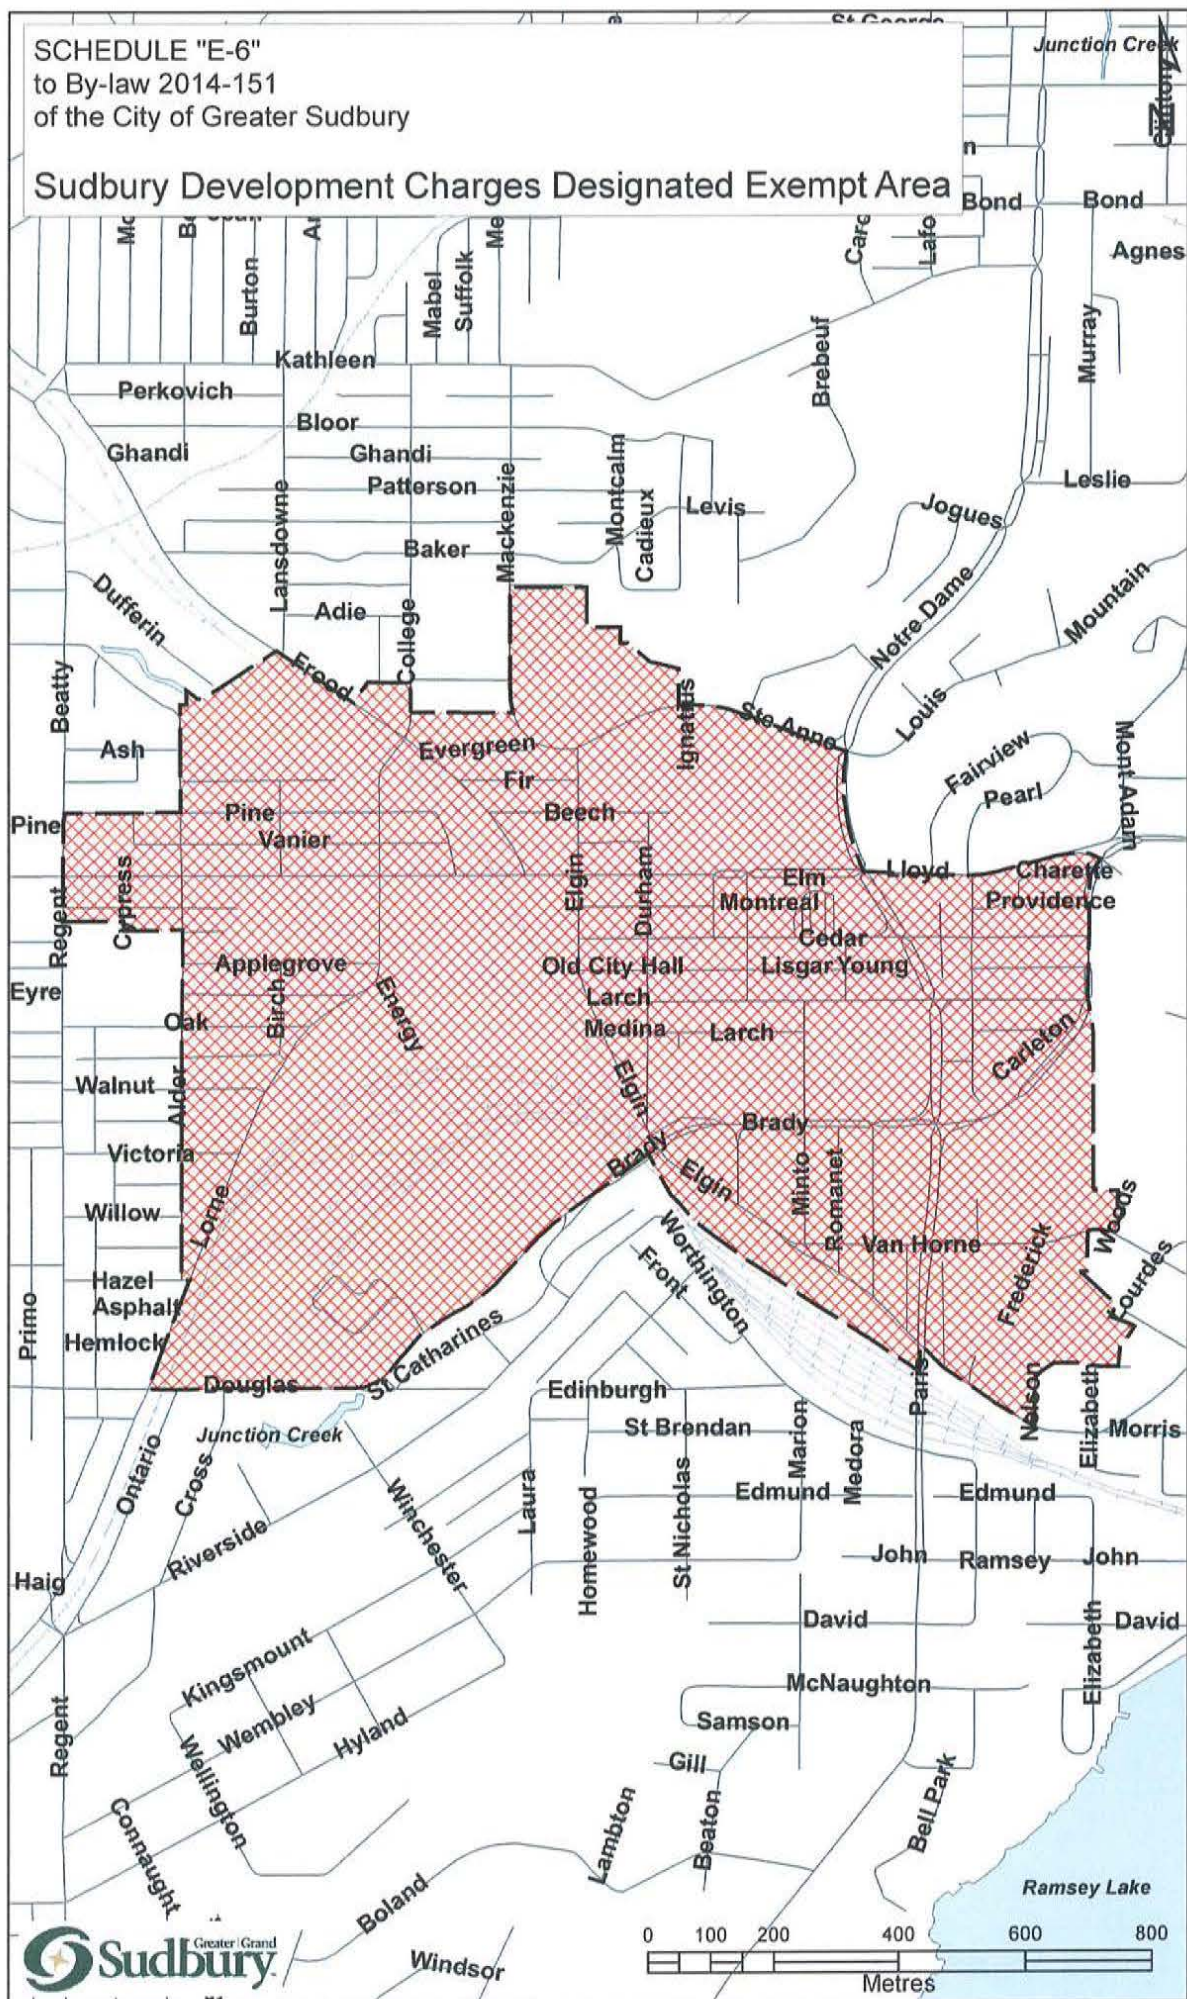 SCHEDULE "E-6"
to By-law 2014-151
of the City of Greater Sudbury
Sudbury Development Charges Designated Exempt Area
St George
Junction Creek
N
Bond
Bond
Agnes
Burton
Mabel
Suffolk
Kathleen
Perkovich
Brebeuf
Murray
Bloor
Ghandi
Ghandi
Patterson
Mackenzie
Montcalm
Cadieux
Levis
Leslie
Jogues
Lansdowne
Baker
Dufferin
Adie
College
Notre Dame
Mountain
Frood
Beatty
Ash
Evergreen
Ignatius
Ste Anne
Louis
Fairview
Pearl
Mont Adam
Fir
Pine
Pine
Beech
Vanier
Cypress
Regent
Elgin
Durham
Elm
Lloyd
Charette
Montreal
Providence
Cedar
Applegrove
Old City Hall
Lisgar
Young
Eyre
Birch
Energy
Larch
Oak
Medina
Larch
Carleton
Walnut
Alder
Elgin
Victoria
Brady
Brady
Willow
Lorne
Elgin
Minto
Romanet
Woods
Van Horne
Hazel
Asphalt
Hemlock
Primo
Front
Worthington
Frederick
Lourdes
St Catharines
Douglas
Edinburgh
Paris
Nelson
Elizabeth
Junction Creek
St Brendan
Marion
Medora
Morris
Ontario
Cross
Winchester
Laura
Homewood
St Nicholas
Edmund
Edmund
Riverside
John
Ramsey
John
Haig
David
Elizabeth
David
Kingsmount
McNaughton
Regent
Wembley
Hyland
Samson
Wellington
Gill
Connaught
Lambton
Beaton
Bell Park
Boland
Ramsey Lake
Windsor
Greater | Grand
Sudbury
0 100 200 400 600 800
Metres